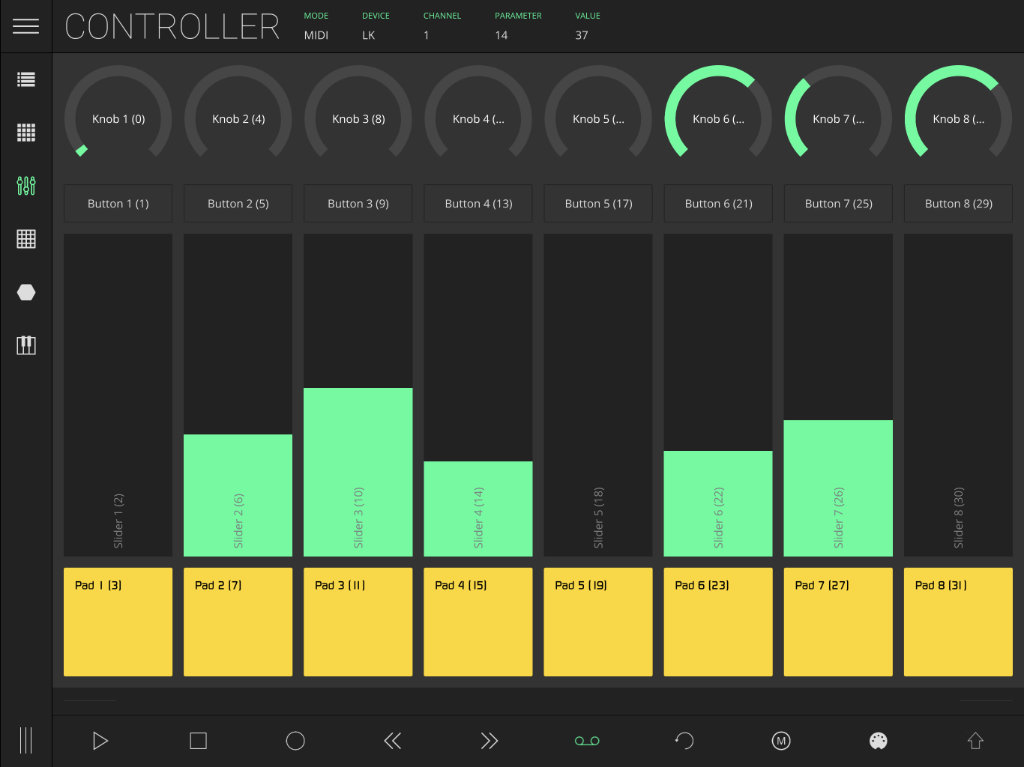 CONTROLLER
MODE DEVICE CHANNEL PARAMETER VALUE
MIDI LK 1 14 37
Knob 1 (0) Knob 2 (4) Knob 3 (8) Knob 4 (... Knob 5 (... Knob 6 (... Knob 7 (... Knob 8 (...
Button 1 (1) Button 2 (5) Button 3 (9) Button 4 (13) Button 5 (17) Button 6 (21) Button 7 (25) Button 8 (29)
Slider 1 (2) Slider 2 (6) Slider 3 (10) Slider 4 (14) Slider 5 (18) Slider 6 (22) Slider 7 (26) Slider 8 (30)
Pad 1 (3) Pad 2 (7) Pad 3 (11) Pad 4 (15) Pad 5 (19) Pad 6 (23) Pad 7 (27) Pad 8 (31)
M